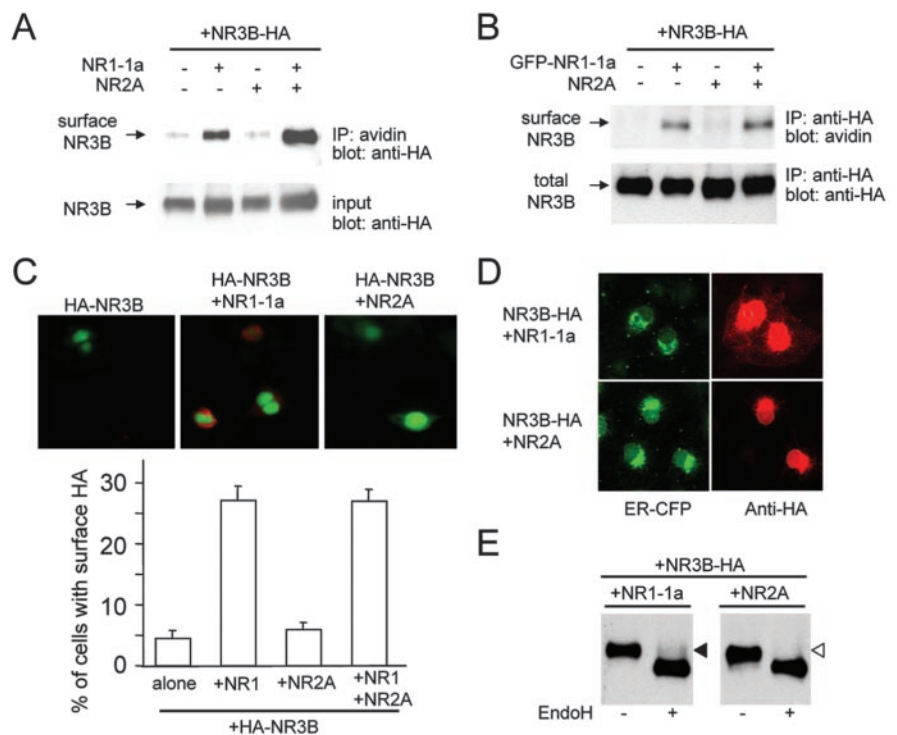 A
+NR3B-HA
NR1-1a - + - +
NR2A - - + +
surface
NR3B
IP: avidin
blot: anti-HA
NR3B
input
blot: anti-HA
B
+NR3B-HA
GFP-NR1-1a - + - +
NR2A - - + +
surface
NR3B
IP: anti-HA
blot: avidin
total
NR3B
IP: anti-HA
blot: anti-HA
C
HA-NR3B
HA-NR3B
+NR1-1a
HA-NR3B
+NR2A
% of cells with surface HA
30
20
10
0
alone
+NR1
+NR2A
+NR1
+NR2A
+HA-NR3B
D
NR3B-HA
+NR1-1a
NR3B-HA
+NR2A
ER-CFP
Anti-HA
E
+NR3B-HA
+NR1-1a
+NR2A
EndoH - + - +